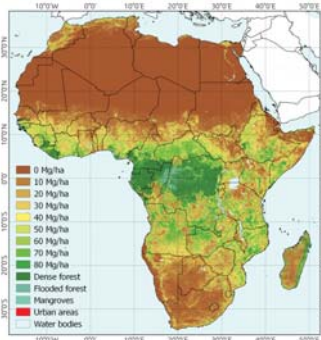 10°0'W 0°0' 10°0'E 20°0'E 30°0'E 40°0'E 50°0'E
0 Mg/ha
10 Mg/ha
20 Mg/ha
30 Mg/ha
40 Mg/ha
50 Mg/ha
60 Mg/ha
70 Mg/ha
80 Mg/ha
Dense forest
Flooded forest
Mangroves
Urban areas
Water bodies
10°0'W 0°0' 10°0'E 20°0'E 30°0'E 40°0'E 50°0'E